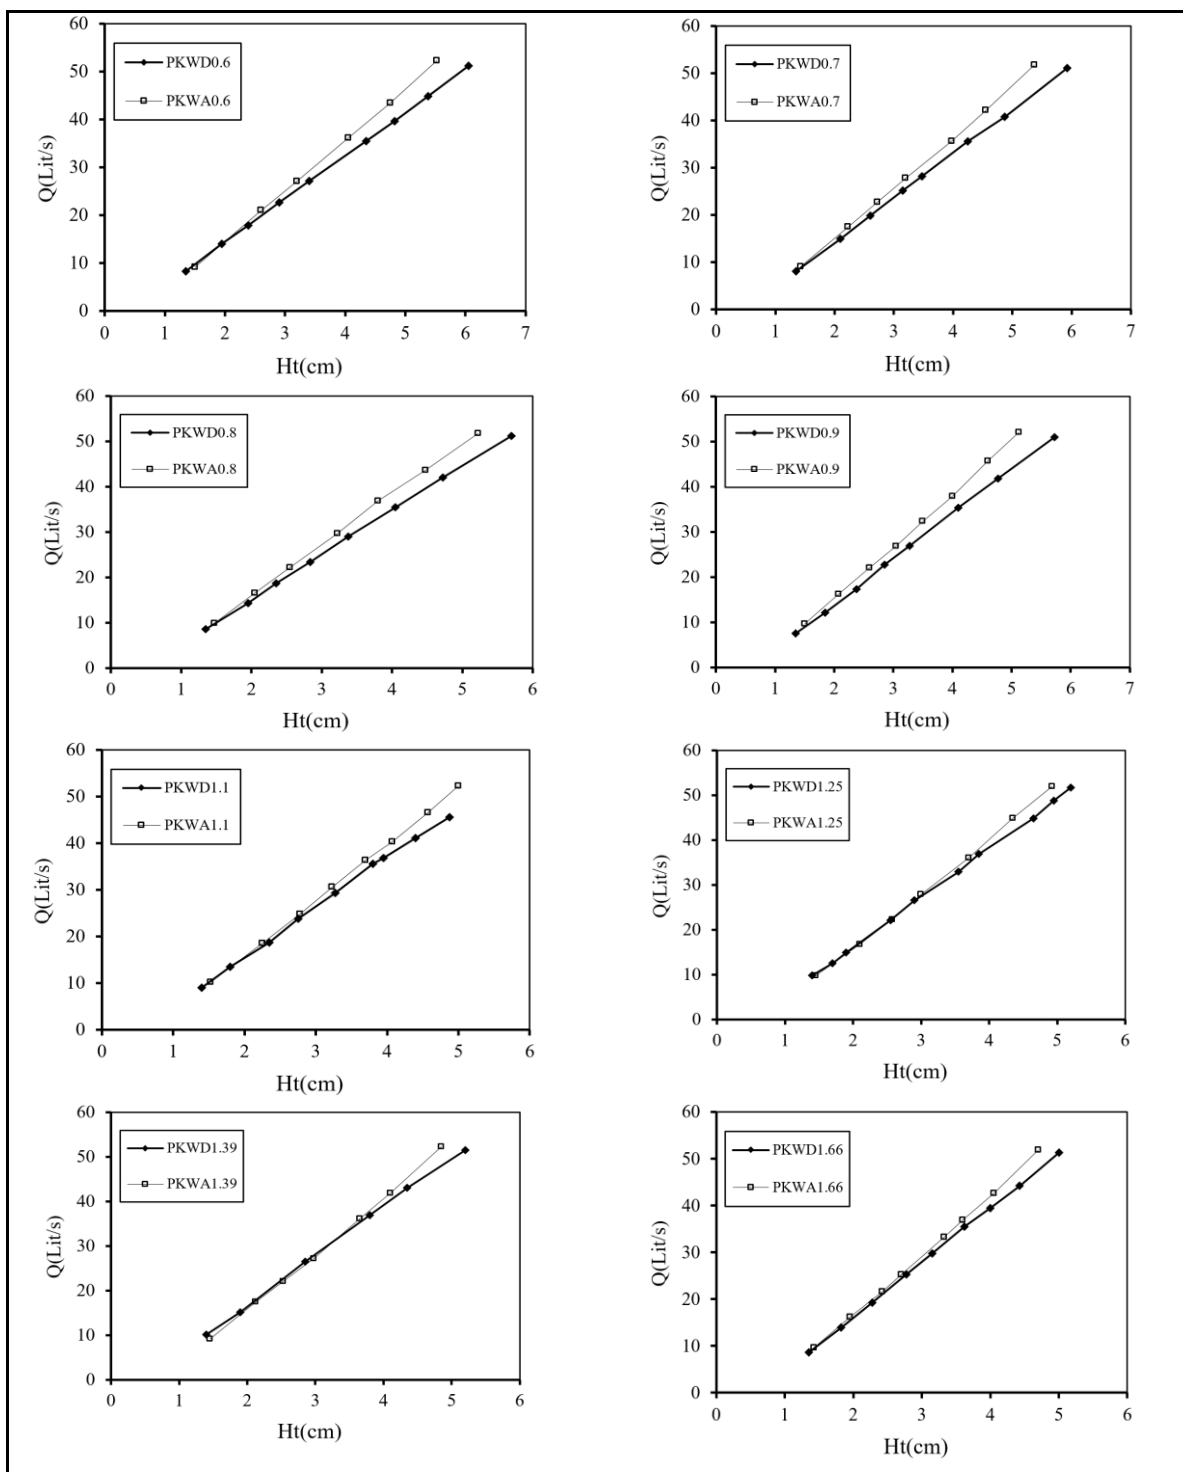 60
50
40
30
20
10
0
Q(Lit/s)
PKWD0.6
PKWA0.6
0 1 2 3 4 5 6 7
Ht(cm)
60
50
40
30
20
10
0
Q(Lit/s)
PKWD0.7
PKWA0.7
0 1 2 3 4 5 6 7
Ht(cm)
60
50
40
30
20
10
0
Q(Lit/s)
PKWD0.8
PKWA0.8
0 1 2 3 4 5 6
Ht(cm)
60
50
40
30
20
10
0
Q(Lit/s)
PKWD0.9
PKWA0.9
0 1 2 3 4 5 6 7
Ht(cm)
60
50
40
30
20
10
0
Q(Lit/s)
PKWD1.1
PKWA1.1
0 1 2 3 4 5 6
Ht(cm)
60
50
40
30
20
10
0
Q(Lit/s)
PKWD1.25
PKWA1.25
0 1 2 3 4 5 6
Ht(cm)
60
50
40
30
20
10
0
Q(Lit/s)
PKWD1.39
PKWA1.39
0 1 2 3 4 5 6
Ht(cm)
60
50
40
30
20
10
0
Q(Lit/s)
PKWD1.66
PKWA1.66
0 1 2 3 4 5 6
Ht(cm)